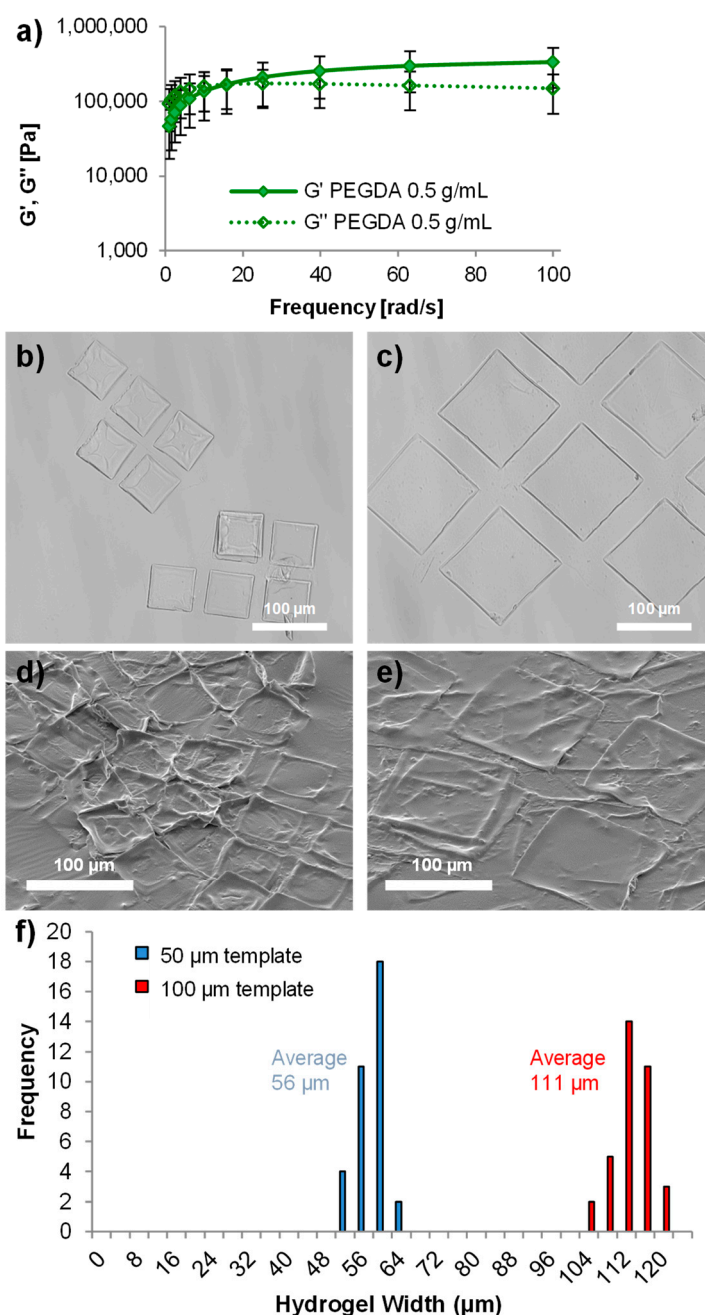 a)
1,000,000
100,000
10,000
1,000
G', G'' [Pa]
G' PEGDA 0.5 g/mL
G'' PEGDA 0.5 g/mL
0 20 40 60 80 100
Frequency [rad/s]
b)
100 µm
c)
100 µm
d)
100 µm
e)
100 µm
f)
20
18
16
14
12
10
8
6
4
2
0
Frequency
50 µm template
100 µm template
Average
56 µm
Average
111 µm
0 8 16 24 32 40 48 56 64 72 80 88 96 104 112 120
Hydrogel Width (µm)